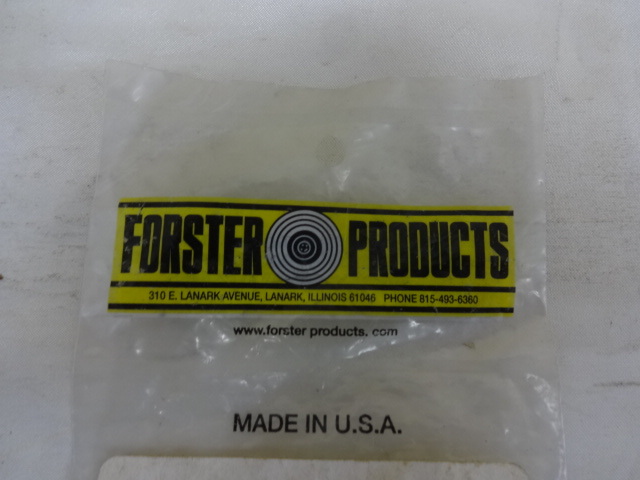 FORSTER PRODUCTS
310 E. LANARK AVENUE, LANARK, ILLINOIS 61046 PHONE 815-493-6360
www.forster products. com
MADE IN U.S.A.